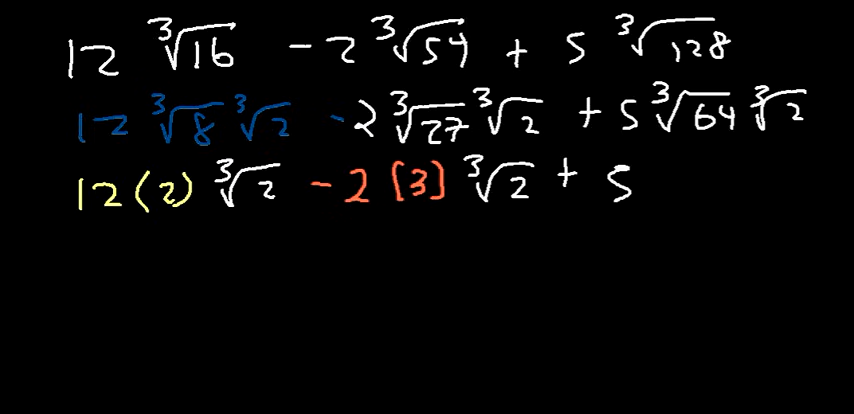 12 ∛16 - 2 ∛54 + 5 ∛128
12 ∛8 ∛2 - 2 ∛27 ∛2 + 5 ∛64 ∛2
12 (2) ∛2 - 2 [3] ∛2 + 5